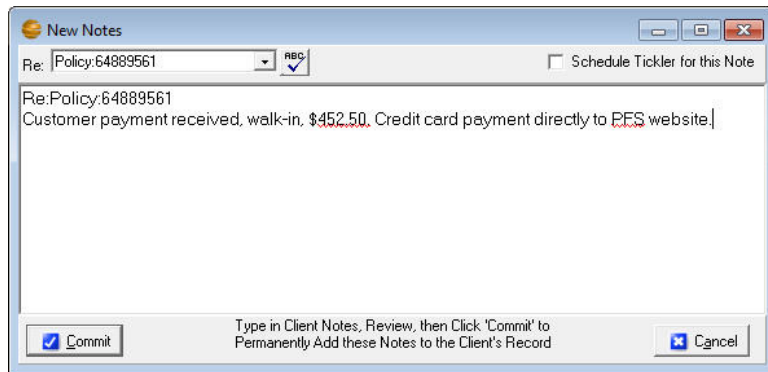 New Notes
Re: Policy:64889561 ABC Schedule Tickler for this Note
Re:Policy:64889561
Customer payment received, walk-in, $452.50. Credit card payment directly to PFS website.
Commit
Type in Client Notes, Review, then Click 'Commit' to
Permanently Add these Notes to the Client's Record
Cancel